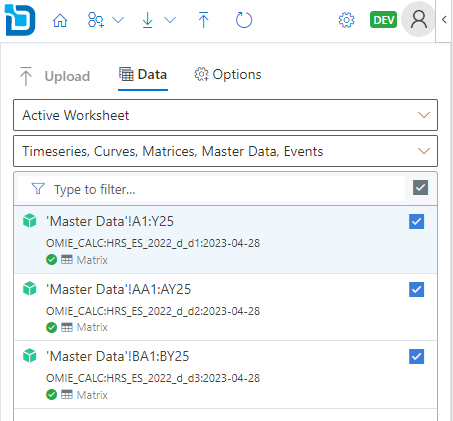 DEV
Upload
Data
Options
Active Worksheet
Timeseries, Curves, Matrices, Master Data, Events
Type to filter...
'Master Data'!A1:Y25
OMIE_CALC:HRS_ES_2022_d_d1:2023-04-28
Matrix
'Master Data'!AA1:AY25
OMIE_CALC:HRS_ES_2022_d_d2:2023-04-28
Matrix
'Master Data'!BA1:BY25
OMIE_CALC:HRS_ES_2022_d_d3:2023-04-28
Matrix